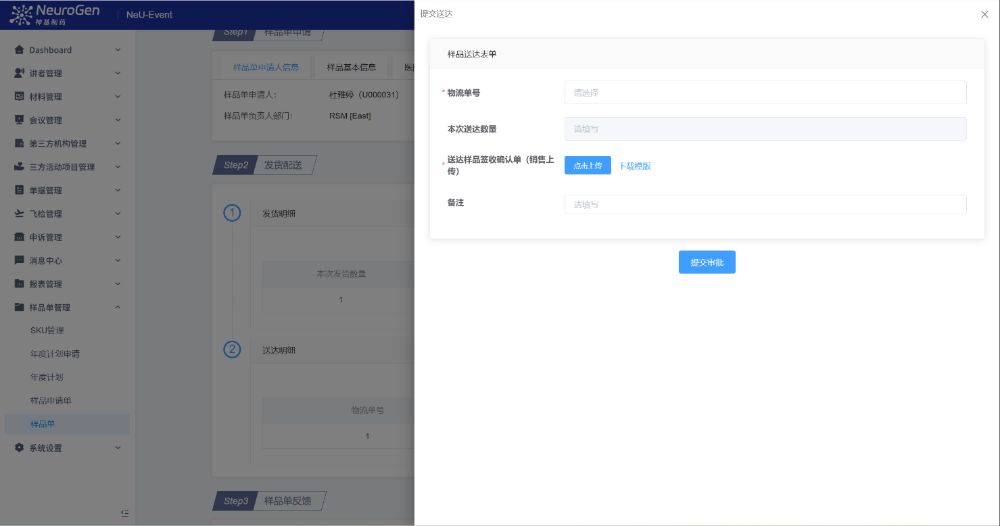 NeuroGen
神基制药
NeU-Event
Dashboard
讲者管理
材料管理
会议管理
第三方机构管理
三方活动项目管理
单据管理
飞检管理
申诉管理
消息中心
报表管理
样品单管理
SKU管理
年度计划申请
年度计划
样品申请单
样品单
系统设置
Step1 样品单申请
样品单申请人信息 样品基本信息
样品单申请人： 杜雅婷（U000031）
样品单负责人部门： RSM [East]
Step2 发货配送
1 发货明细
本次发货数量
1
2 送达明细
物流单号
1
Step3 样品单反馈
提交送达
样品送达表单
* 物流单号 请选择
本次送达数量 请填写
* 送达样品签收确认单（销售上
传） 点击上传 下载模版
备注 请填写
提交审批